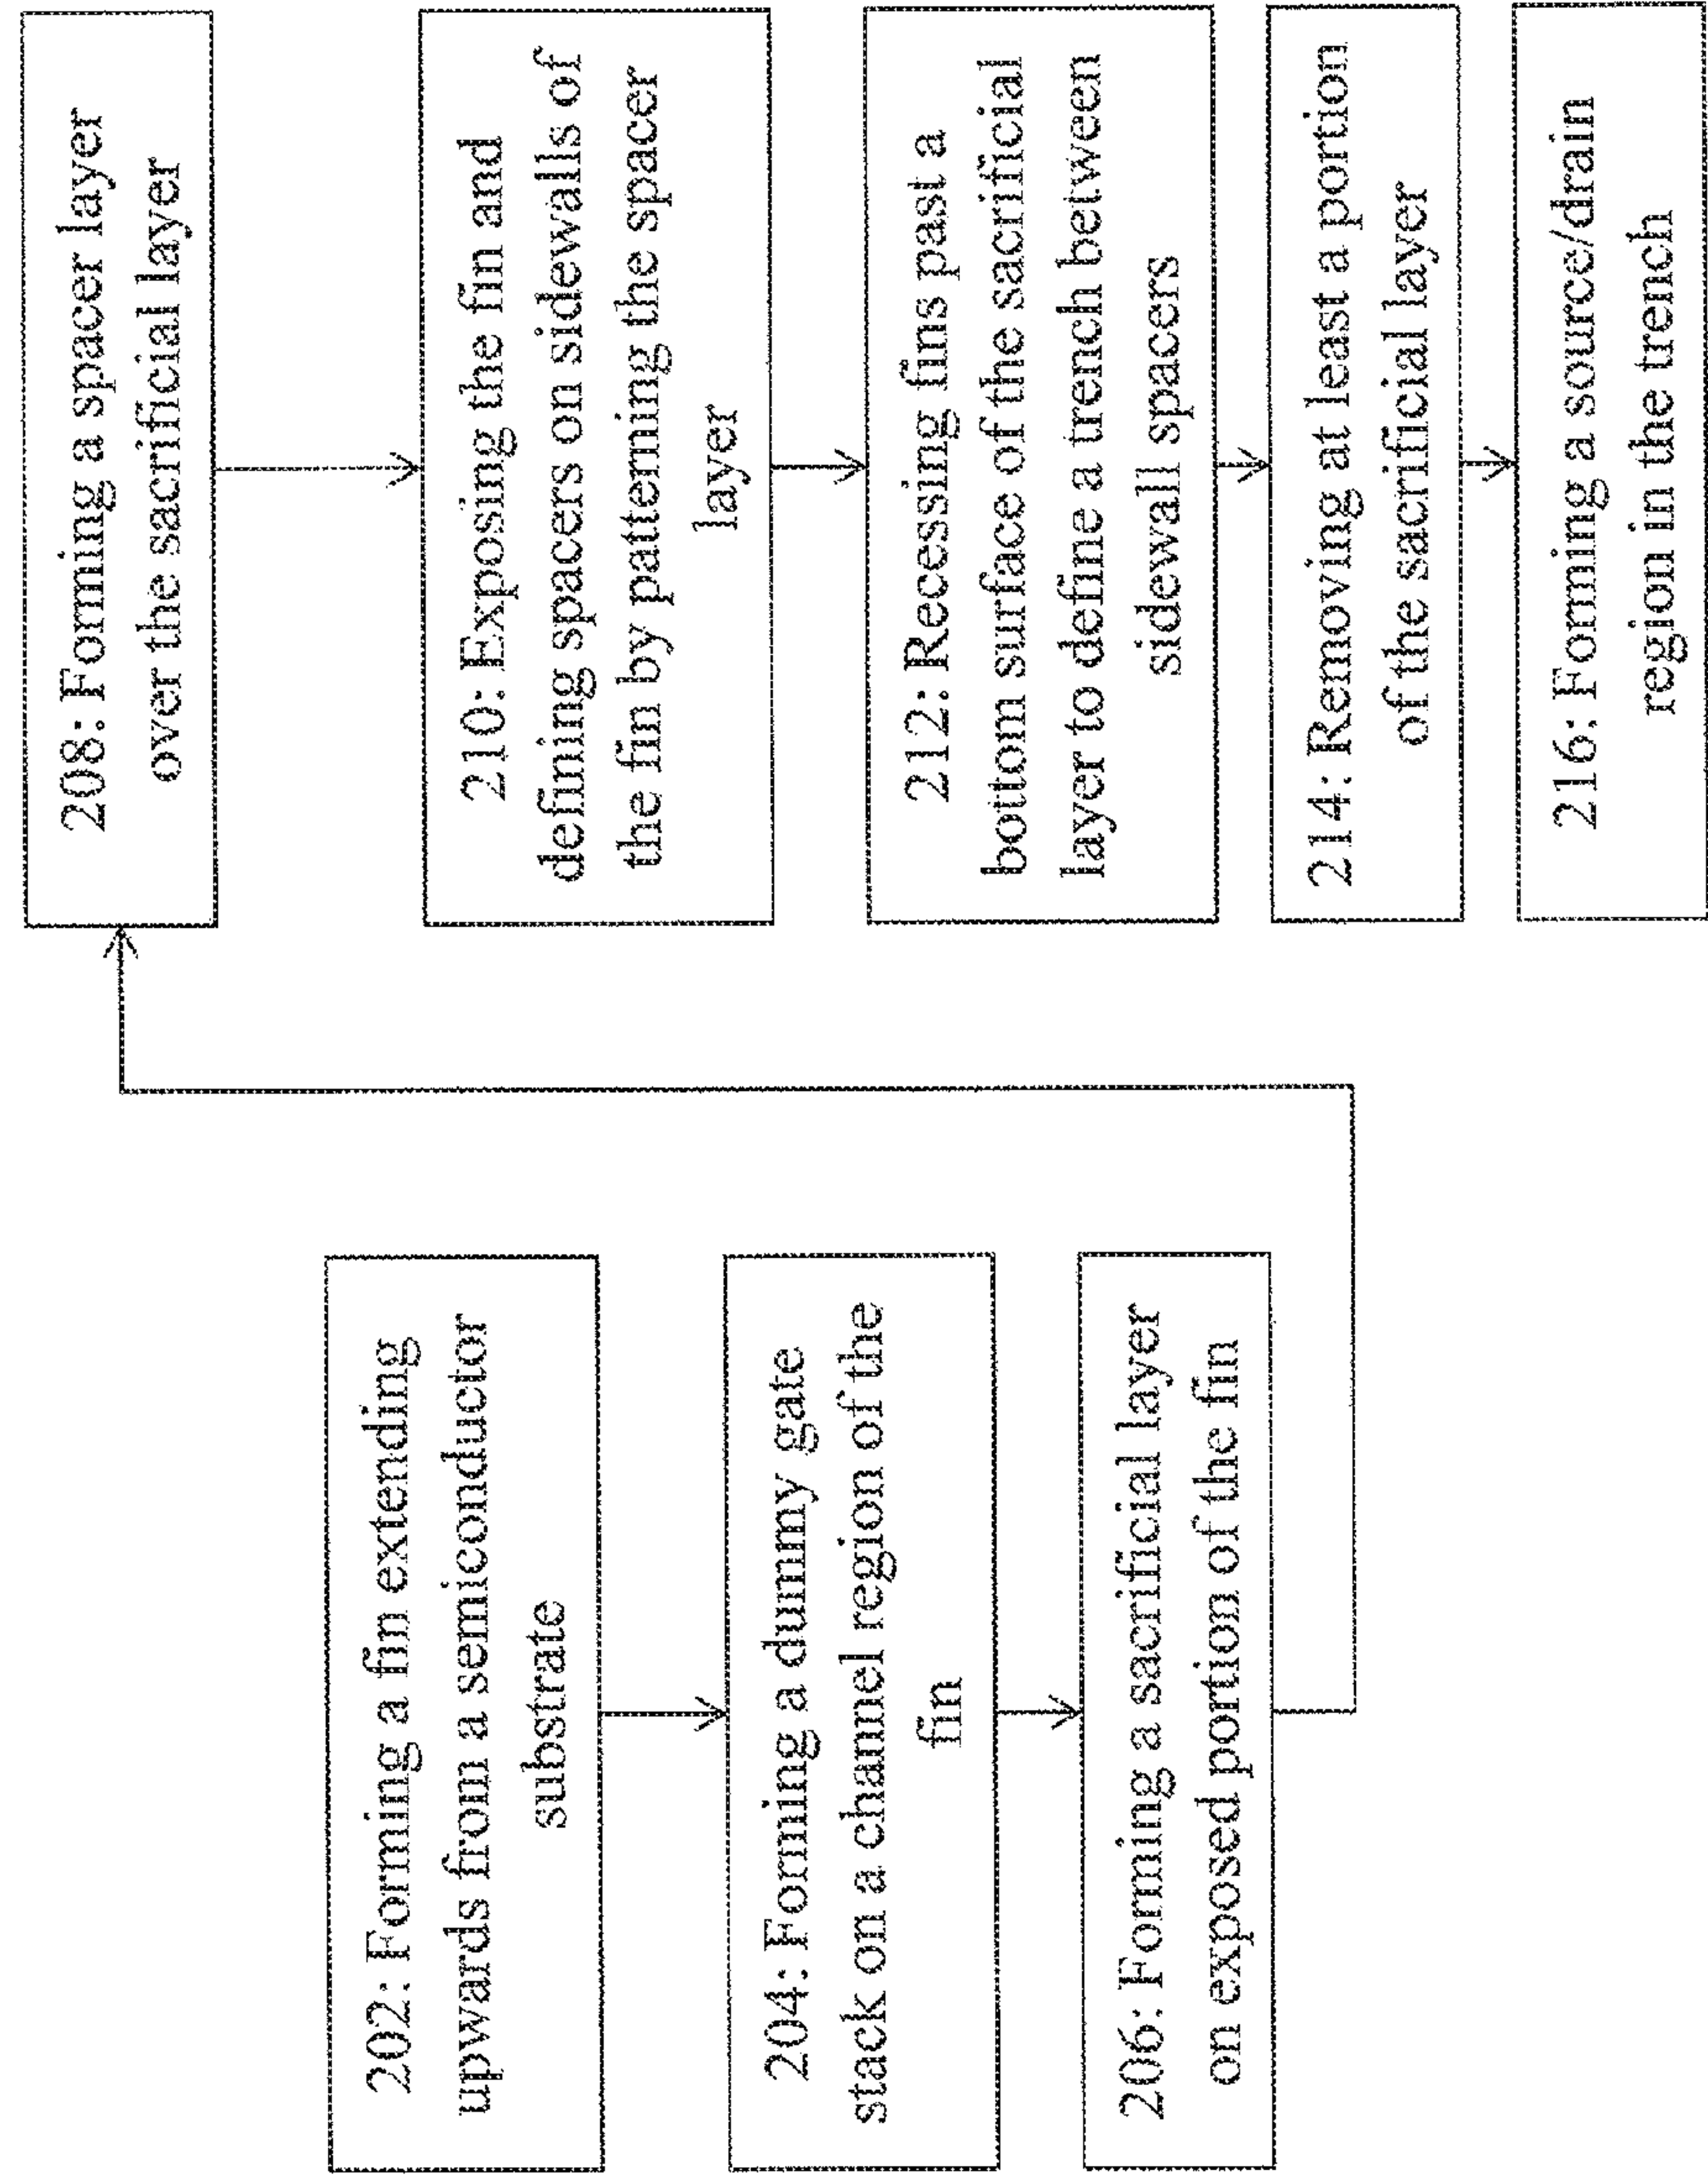 202: Forming a fin extending
upwards from a semiconductor
substrate
204: Forming a dummy gate
stack on a channel region of the
fin
206: Forming a sacrificial layer
on exposed portion of the fin
208: Forming a spacer layer
over the sacrificial layer
210: Exposing the fin and
defining spacers on sidewalls of
the fin by patterning the spacer
layer
212: Recessing fins past a
bottom surface of the sacrificial
layer to define a trench between
sidewall spacers
214: Removing at least a portion
of the sacrificial layer
216: Forming a source/drain
region in the trench